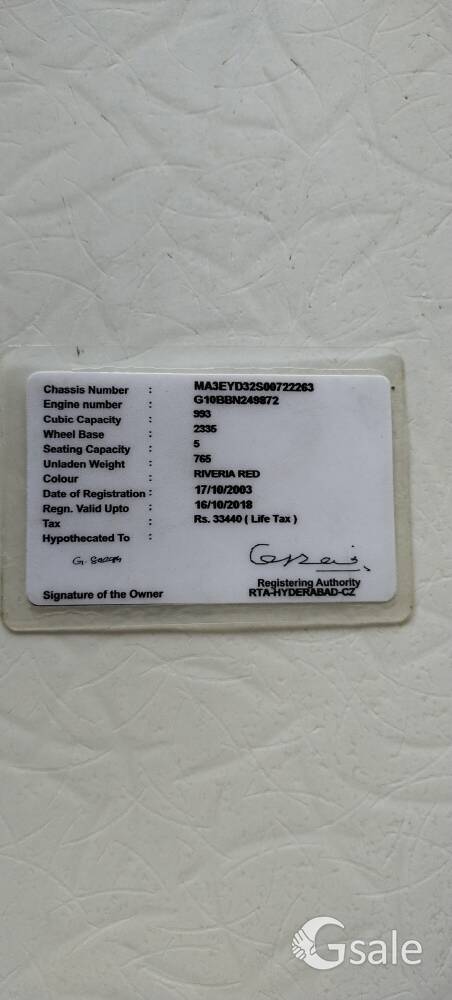 Chassis Number : MA3EYD32S00722263
Engine number : G10BBN249872
Cubic Capacity : 993
Wheel Base : 2335
Seating Capacity : 5
Unladen Weight : 765
Colour : RIVERIA RED
Date of Registration : 17/10/2003
Regn. Valid Upto : 16/10/2018
Tax : Rs. 33440 ( Life Tax )
Hypothecated To :
Registering Authority
Signature of the Owner RTA-HYDERABAD-CZ
Gsale